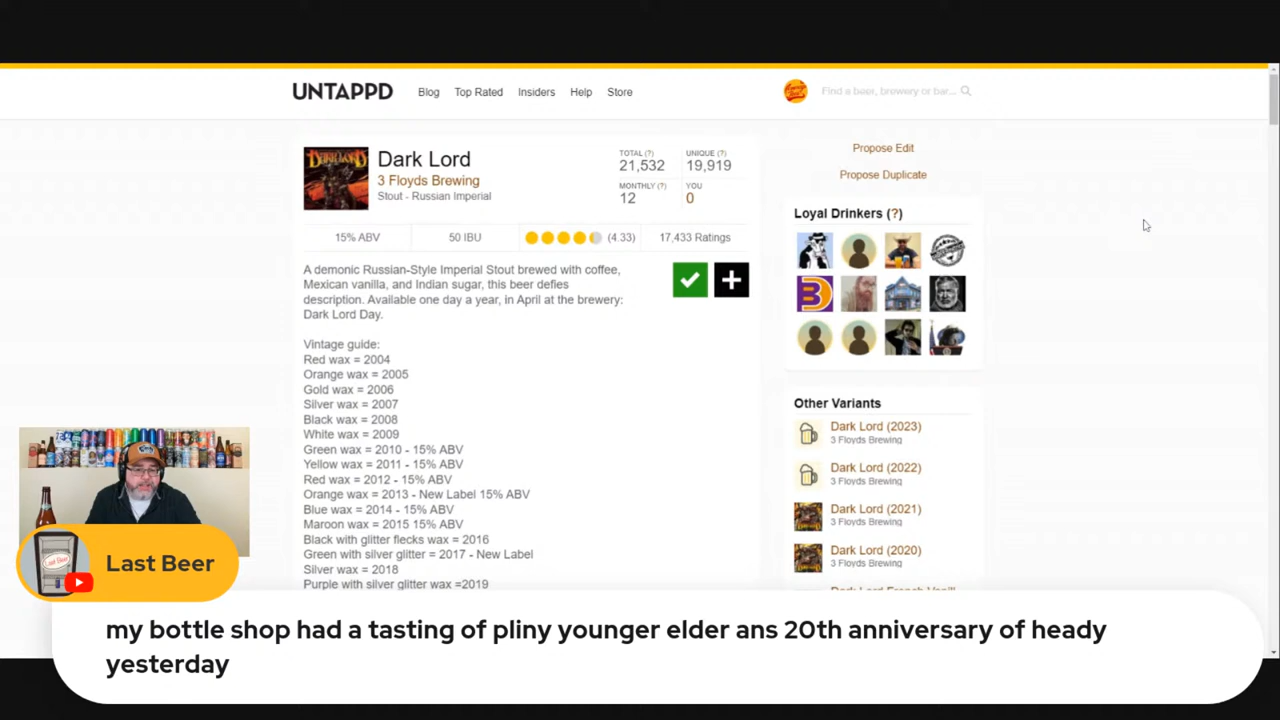 UNTAPPD
Blog Top Rated Insiders Help Store
Find a beer, brewery or bar...
DARK LORD
Dark Lord
3 Floyds Brewing
Stout - Russian Imperial
TOTAL (?) UNIQUE (?)
21,532 19,919
MONTHLY (?) YOU
12 0
15% ABV 50 IBU (4.33) 17,433 Ratings
A demonic Russian-Style Imperial Stout brewed with coffee,
Mexican vanilla, and Indian sugar, this beer defies
description. Available one day a year, in April at the brewery:
Dark Lord Day.
Vintage guide:
Red wax = 2004
Orange wax = 2005
Gold wax = 2006
Silver wax = 2007
Black wax = 2008
White wax = 2009
Green wax = 2010 - 15% ABV
Yellow wax = 2011 - 15% ABV
Red wax = 2012 - 15% ABV
Orange wax = 2013 - New Label 15% ABV
Blue wax = 2014 - 15% ABV
Maroon wax = 2015 15% ABV
Black with glitter flecks wax = 2016
Green with silver glitter = 2017 - New Label
Silver wax = 2018
Purple with silver glitter wax =2019
Propose Edit
Propose Duplicate
Loyal Drinkers (?)
Other Variants
Dark Lord (2023)
3 Floyds Brewing
Dark Lord (2022)
3 Floyds Brewing
Dark Lord (2021)
3 Floyds Brewing
Dark Lord (2020)
3 Floyds Brewing
Last Beer
Last Beer
my bottle shop had a tasting of pliny younger elder ans 20th anniversary of heady
yesterday